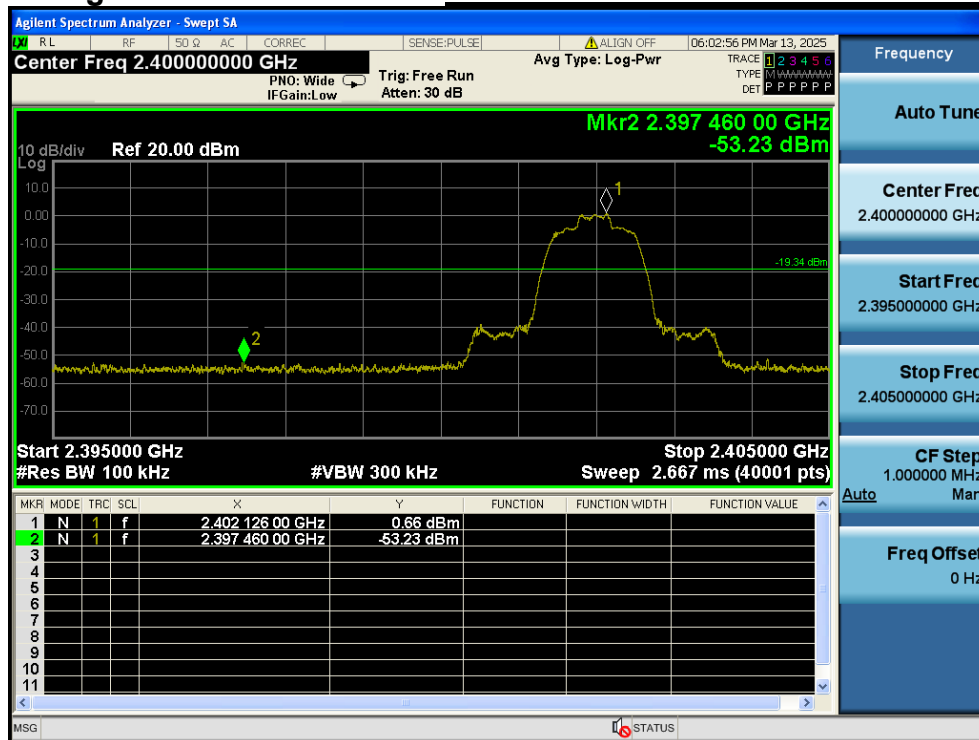 Agilent Spectrum Analyzer - Swept SA
LXI RL RF 50 Ω AC CORREC SENSE:PULSE ALIGN OFF 06:02:56 PM Mar 13, 2025
Center Freq 2.400000000 GHz
PNO: Wide
IFGain:Low
Trig: Free Run
Atten: 30 dB
Avg Type: Log-Pwr
TRACE 1 2 3 4 5 6
TYPE M
DET P P P P P P
Mkr2 2.397 460 00 GHz
-53.23 dBm
10 dB/div Ref 20.00 dBm
Log
10.0
0.00
-10.0
-20.0
-30.0
-40.0
-50.0
-60.0
-70.0
1
-19.34 dBm
2
Start 2.395000 GHz Stop 2.405000 GHz
#Res BW 100 kHz #VBW 300 kHz Sweep 2.667 ms (40001 pts)
MKR MODE TRC SCL X Y FUNCTION FUNCTION WIDTH FUNCTION VALUE
1 N 1 f 2.402 126 00 GHz 0.66 dBm
2 N 1 f 2.397 460 00 GHz -53.23 dBm
3
4
5
6
7
8
9
10
11
MSG STATUS
Frequency
Auto Tune
Center Freq
2.400000000 GHz
Start Freq
2.395000000 GHz
Stop Freq
2.405000000 GHz
CF Step
1.000000 MHz
Auto Man
Freq Offset
0 Hz